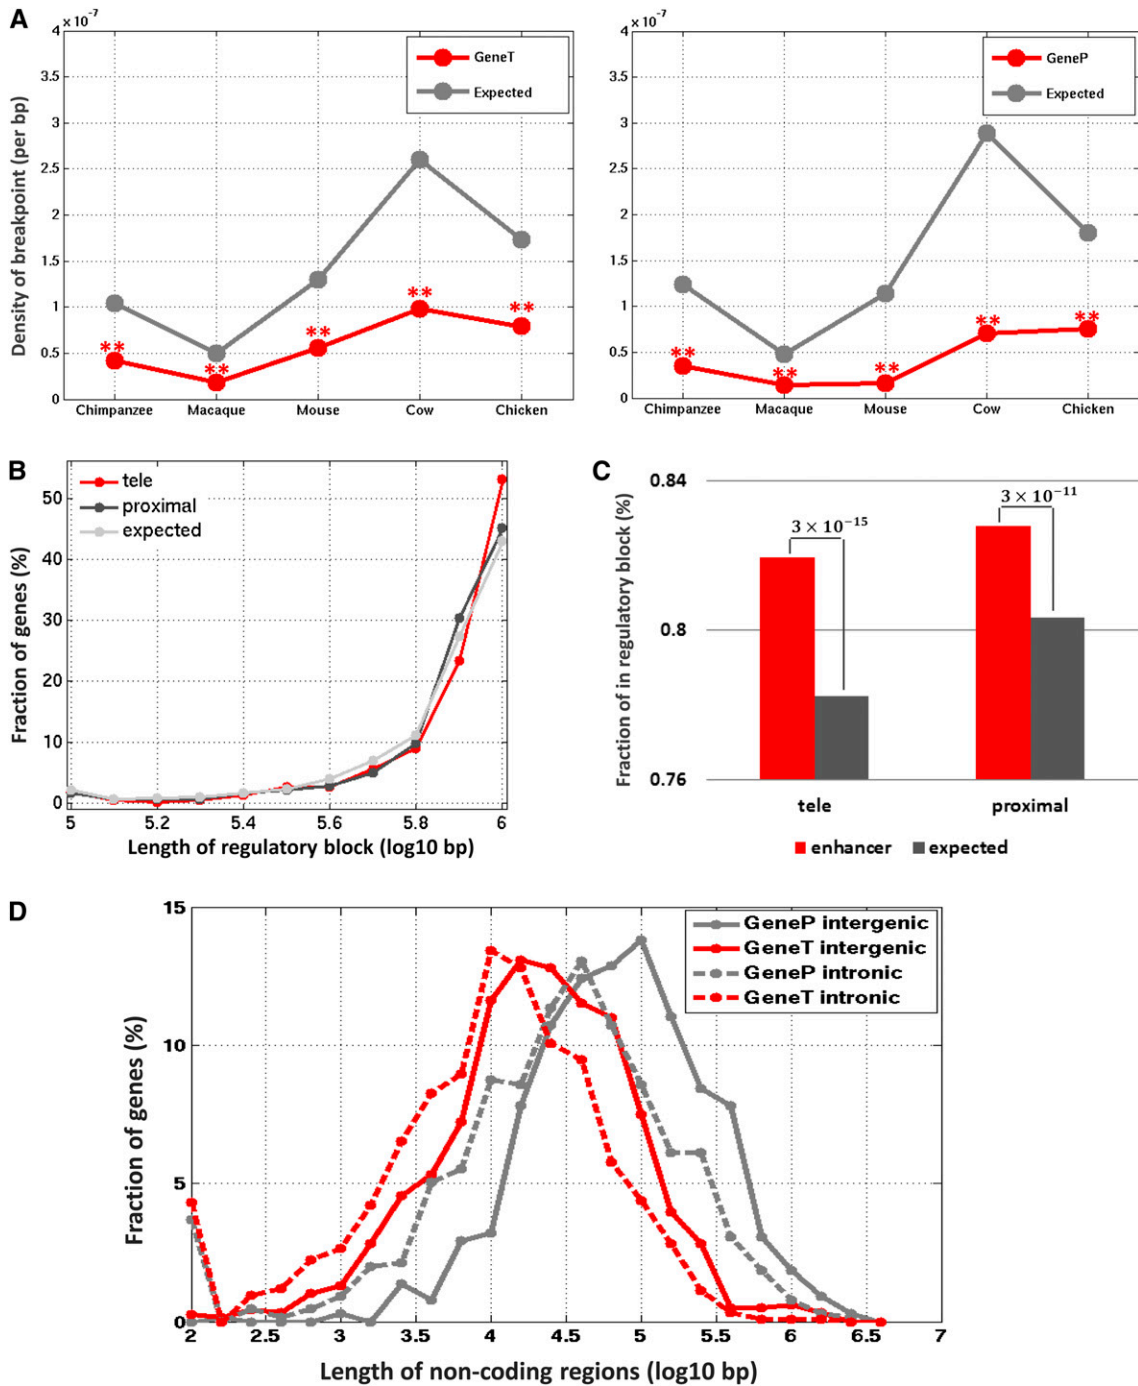 A
4 × 10⁻⁷
3.5
3
2.5
2
1.5
1
0.5
0
Density of breakpoint (per bp)
GeneT
Expected
**
**
**
**
**
Chimpanzee
Macaque
Mouse
Cow
Chicken
4 × 10⁻⁷
3.5
3
2.5
2
1.5
1
0.5
0
GeneP
Expected
**
**
**
**
**
Chimpanzee
Macaque
Mouse
Cow
Chicken
B
tele
proximal
expected
50
40
30
20
10
0
Fraction of genes (%)
5
5.2
5.4
5.6
5.8
6
Length of regulatory block (log10 bp)
C
0.84
0.8
0.76
Fraction of in regulatory block (%)
3 × 10⁻¹⁵
3 × 10⁻¹¹
tele
proximal
enhancer
expected
D
15
10
5
0
Fraction of genes (%)
GeneP intergenic
GeneT intergenic
GeneP intronic
GeneT intronic
2
2.5
3
3.5
4
4.5
5
5.5
6
6.5
7
Length of non-coding regions (log10 bp)